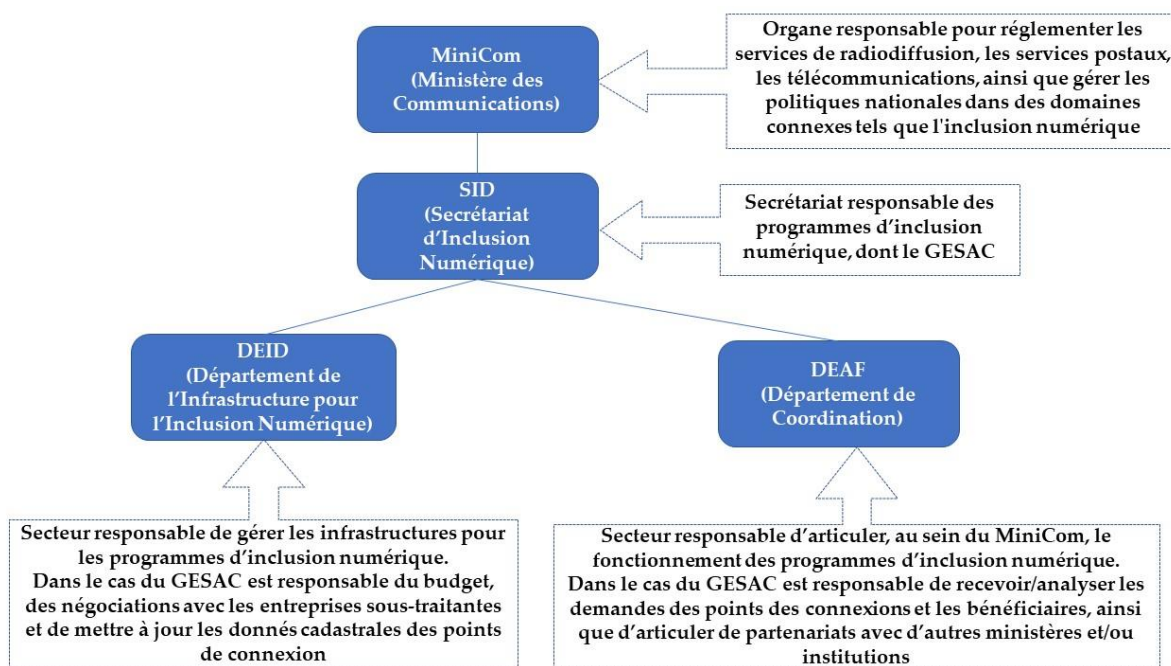 MiniCom
(Ministère des
Communications)
Organe responsable pour réglementer les
services de radiodiffusion, les services postaux,
les télécommunications, ainsi que gérer les
politiques nationales dans des domaines
connexes tels que l'inclusion numérique
SID
(Secrétariat
d’Inclusion
Numérique)
Secrétariat responsable des
programmes d’inclusion
numérique, dont le GESAC
DEID
(Département de
l’Infrastructure pour
l’Inclusion Numérique)
DEAF
(Département de
Coordination)
Secteur responsable de gérer les infrastructures pour
les programmes d’inclusion numérique.
Dans le cas du GESAC est responsable du budget,
des négociations avec les entreprises sous-traitantes
et de mettre à jour les donnés cadastrales des points
de connexion
Secteur responsable d’articuler, au sein du MiniCom, le
fonctionnement des programmes d’inclusion numérique.
Dans le cas du GESAC est responsable de recevoir/analyser les
demandes des points des connexions et les bénéficiaires, ainsi
que d’articuler de partenariats avec d’autres ministères et/ou
institutions